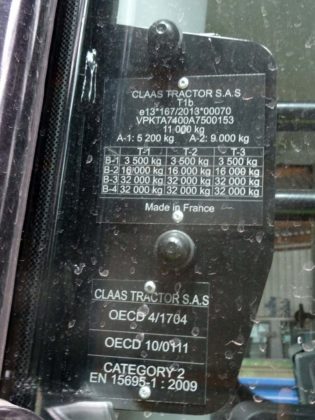 CLAAS TRACTOR S.A.S
T1b
e13*167/2013*00070
VPKTA7400A7500153
11 000 kg
A-1: 5 200 kg A-2: 9.000 kg
T-1 T-2 T-3
B-1 3 500 kg 3 500 kg 3 500 kg
B-2 16 000 kg 16 000 kg 16 000 kg
B-3 32 000 kg 32 000 kg 32 000 kg
B-4 32 000 kg 32 000 kg 32 000 kg
Made in France
CLAAS TRACTOR S.A.S
OECD 4/1704
OECD 10/0111
CATEGORY 2
EN 15695-1 : 2009